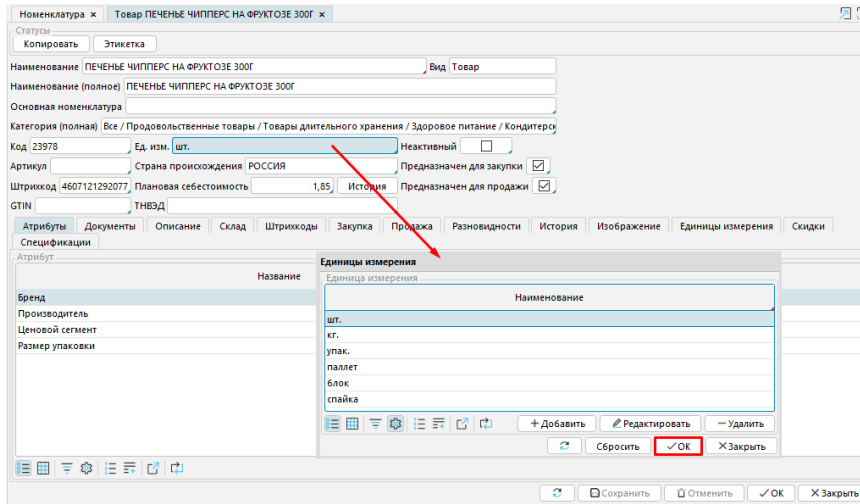 Номенклатура × Товар ПЕЧЕНЬЕ ЧИППЕРС НА ФРУКТОЗЕ 300Г ×
Статусы
Копировать Этикетка
Наименование ПЕЧЕНЬЕ ЧИППЕРС НА ФРУКТОЗЕ 300Г Вид Товар
Наименование (полное) ПЕЧЕНЬЕ ЧИППЕРС НА ФРУКТОЗЕ 300Г
Основная номенклатура
Категория (полная) Все / Продовольственные товары / Товары длительного хранения / Здоровое питание / Кондитерск
Код 23978 Ед. изм. шт. Неактивный
Артикул Страна происхождения РОССИЯ Предназначен для закупки
Штрихкод 4607121292077 Плановая себестоимость 1,85 История Предназначен для продажи
GTIN ТНВЭД
Атрибуты Документы Описание Склад Штрихкоды Закупка Продажа Разновидности История Изображение Единицы измерения Скидки
Спецификации
Атрибут
Название
Бренд
Производитель
Ценовой сегмент
Размер упаковки
Единицы измерения
Единица измерения
Наименование
шт.
кг.
упак.
паллет
блок
спайка
+ Добавить Редактировать — Удалить
Сбросить ОК Закрыть
Сохранить Отменить ОК Закрыть